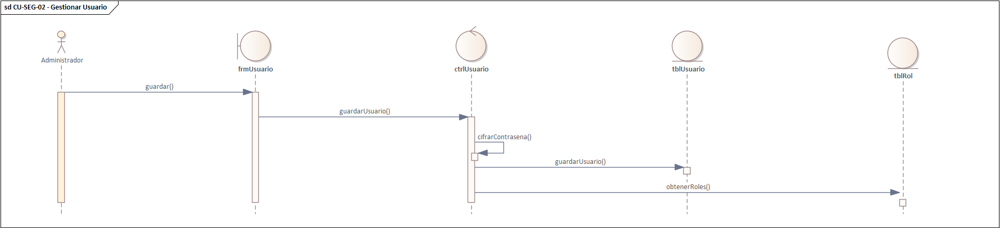 sd CU-SEG-02 - Gestionar Usuario
Administrador
frmUsuario
ctrlUsuario
tblUsuario
tblRol
guardar()
guardarUsuario()
cifrarContrasena()
guardarUsuario()
obtenerRoles()